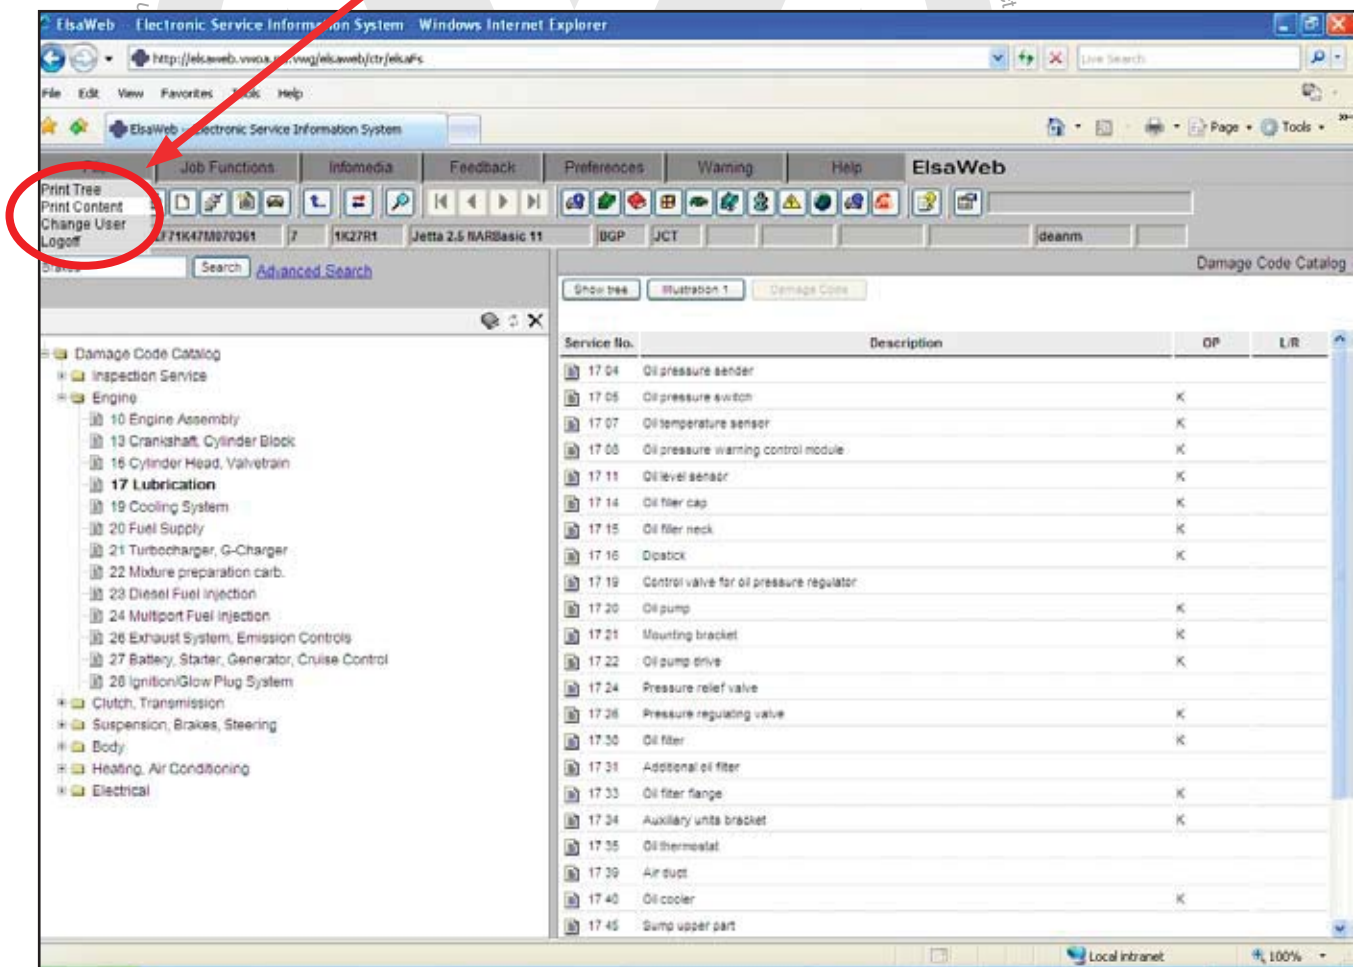 ElsaWeb - Electronic Service Information System - Windows Internet Explorer
Live Search
File Edit View Favorites Tools Help
ElsaWeb - Electronic Service Information System
Page Tools
Job Functions Infomedia Feedback Preferences Warning Help ElsaWeb
Print Tree
Print Content
Change User
Logoff
7 1K27R1 Jetta 2.5 NARBasic 11 BGP JCT deanm
Search Advanced Search
Damage Code Catalog
Show tree Illustration 1 Damage Code
Service No. Description OP L/R
Damage Code Catalog
Inspection Service
Engine
10 Engine Assembly
13 Crankshaft, Cylinder Block
15 Cylinder Head, Valvetrain
17 Lubrication
19 Cooling System
20 Fuel Supply
21 Turbocharger, G-Charger
22 Mixture preparation carb.
23 Diesel Fuel Injection
24 Multiport Fuel Injection
26 Exhaust System, Emission Controls
27 Battery, Starter, Generator, Cruise Control
28 Ignition/Glow Plug System
Clutch, Transmission
Suspension, Brakes, Steering
Body
Heating, Air Conditioning
Electrical
17 04 Oil pressure sender
17 05 Oil pressure switch K
17 07 Oil temperature sensor K
17 08 Oil pressure warning control module K
17 11 Oil level sensor K
17 14 Oil filler cap K
17 15 Oil filler neck K
17 16 Dipstick K
17 19 Control valve for oil pressure regulator
17 20 Oil pump K
17 21 Mounting bracket K
17 22 Oil pump drive K
17 24 Pressure relief valve
17 26 Pressure regulating valve K
17 30 Oil filter K
17 31 Additional oil filter
17 33 Oil filter flange K
17 34 Auxiliary units bracket K
17 35 Oil thermostat
17 39 Air duct
17 40 Oil cooler K
17 45 Sump upper part
Local intranet 100%